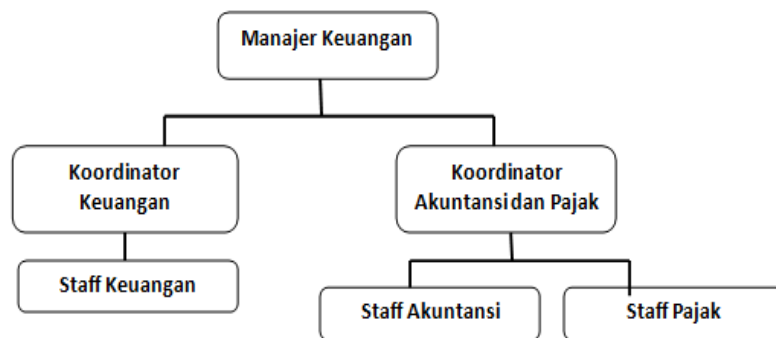 Manajer Keuangan
Koordinator
Keuangan
Koordinator
Akuntansi dan Pajak
Staff Keuangan
Staff Akuntansi
Staff Pajak